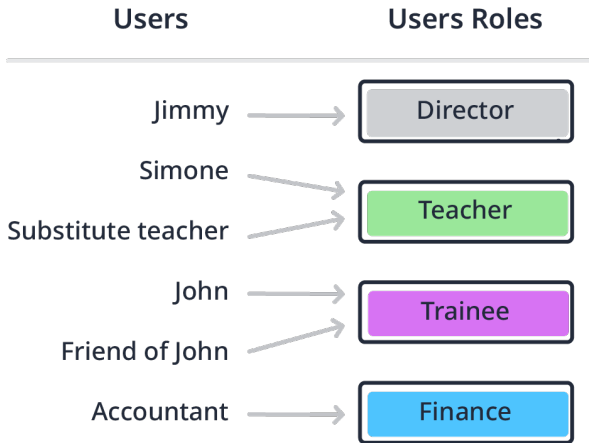 Users Users Roles
Jimmy Director
Simone
Teacher
Substitute teacher
John
Trainee
Friend of John
Accountant Finance